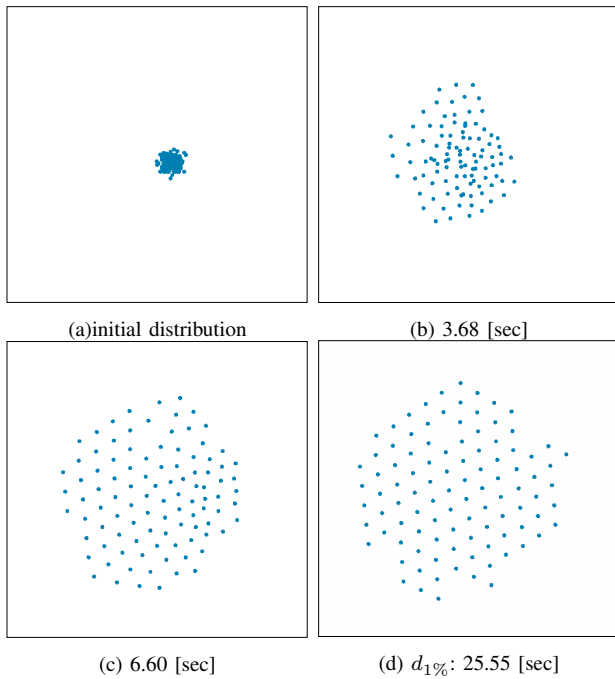 (a)initial distribution
(b) 3.68 [sec]
(c) 6.60 [sec]
(d) d1%: 25.55 [sec]